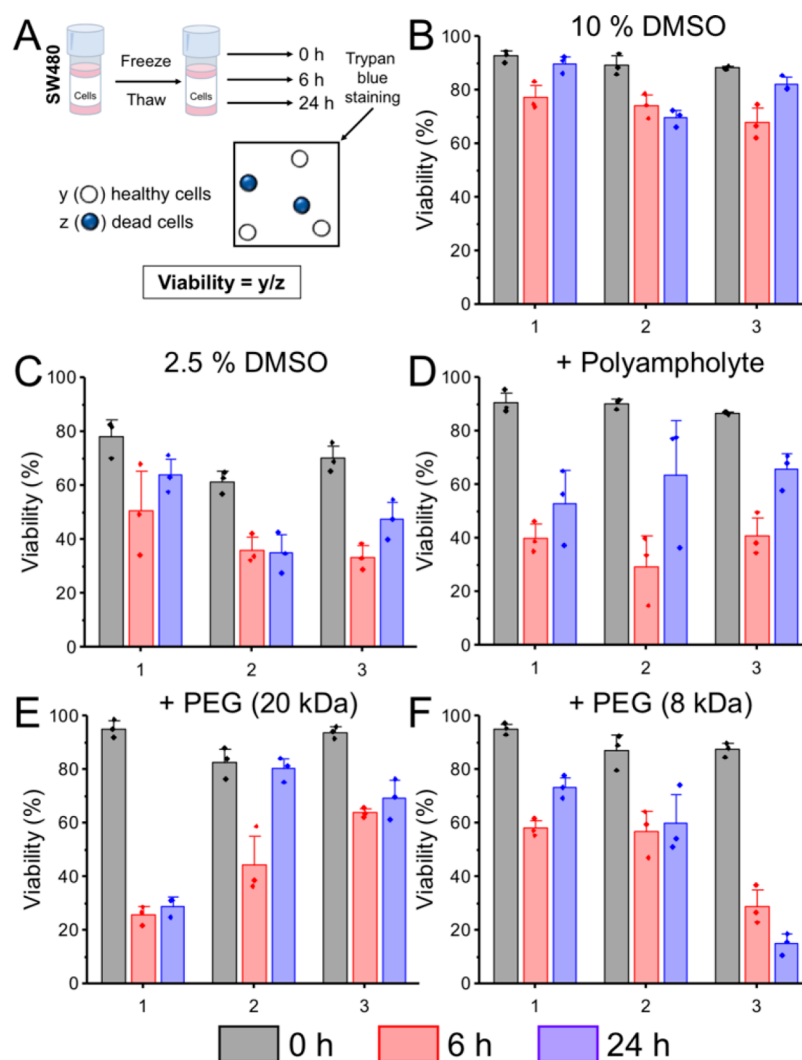 A
SW480
Cells
Freeze
Thaw
Cells
0 h
6 h
24 h
Trypan
blue
staining
y ( ) healthy cells
z ( ) dead cells
Viability = y/z
B
10 % DMSO
Viability (%)
100
80
60
40
20
0
1 2 3
C
2.5 % DMSO
Viability (%)
100
80
60
40
20
0
1 2 3
D
+ Polyampholyte
Viability (%)
100
80
60
40
20
0
1 2 3
E
+ PEG (20 kDa)
Viability (%)
100
80
60
40
20
0
1 2 3
F
+ PEG (8 kDa)
Viability (%)
100
80
60
40
20
0
1 2 3
0 h 6 h 24 h